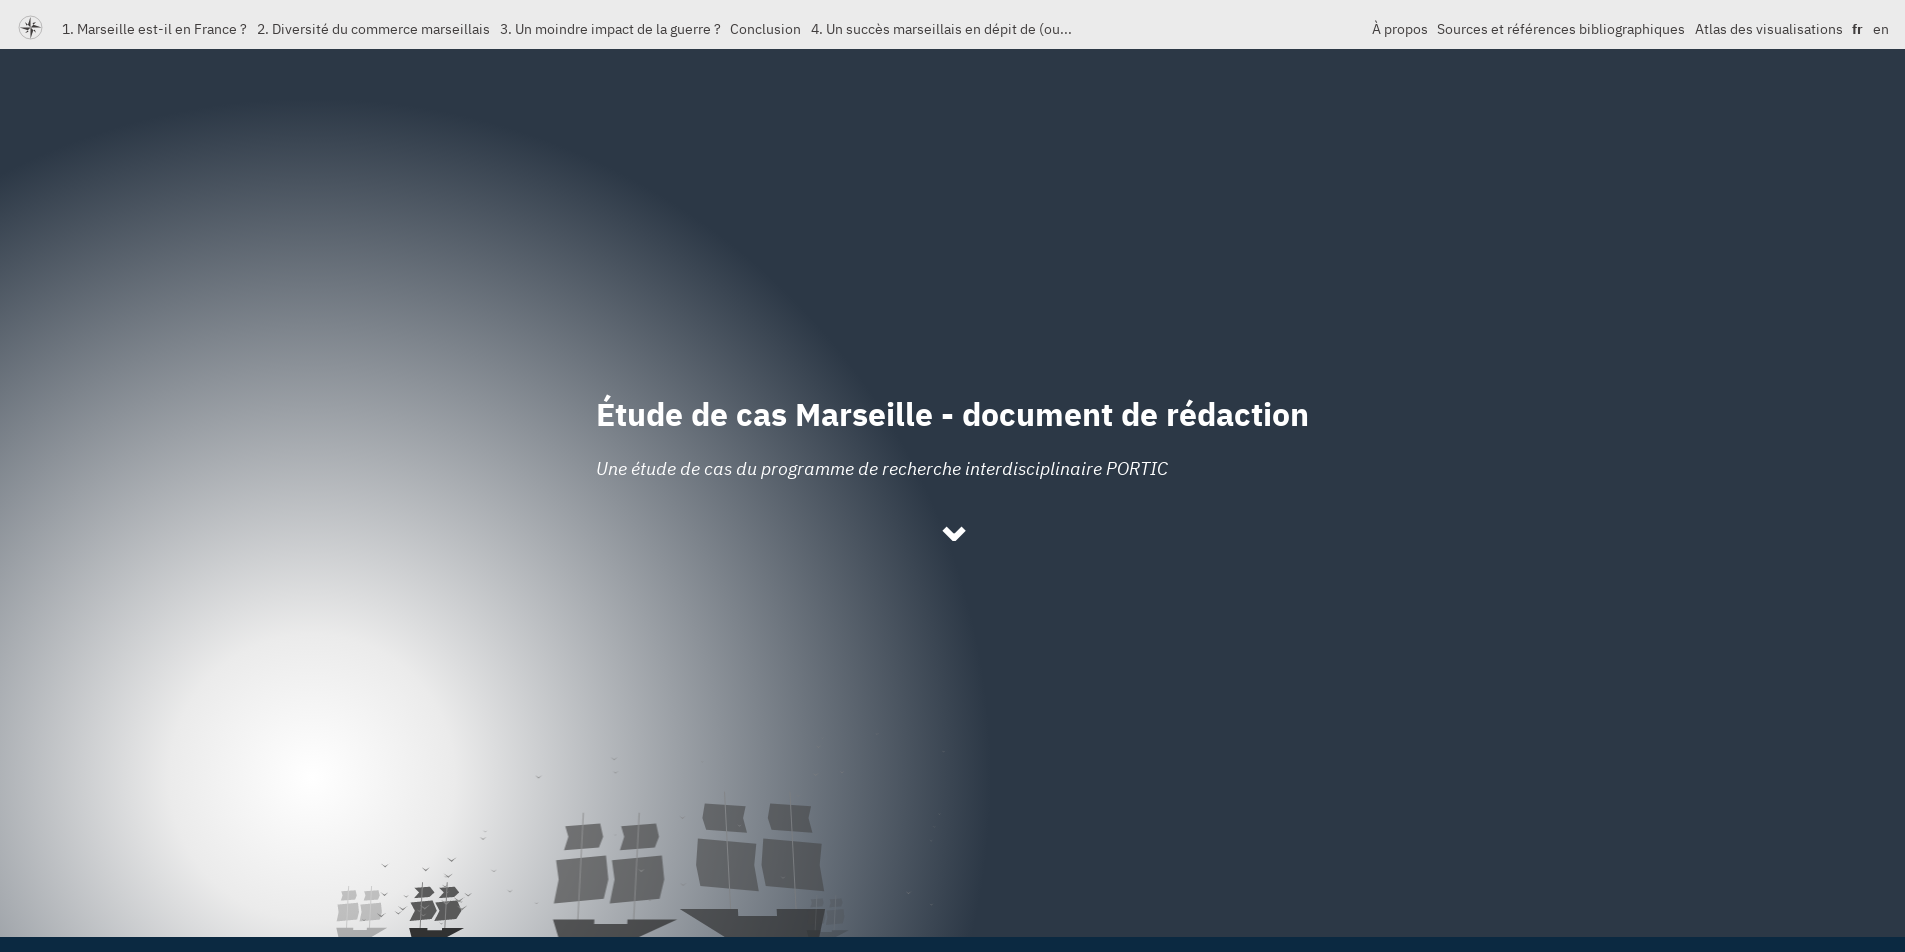 1. Marseille est-il en France ? 2. Diversité du commerce marseillais 3. Un moindre impact de la guerre ? Conclusion 4. Un succès marseillais en dépit de (ou... À propos Sources et références bibliographiques Atlas des visualisations fr en
Étude de cas Marseille - document de rédaction
Une étude de cas du programme de recherche interdisciplinaire PORTIC